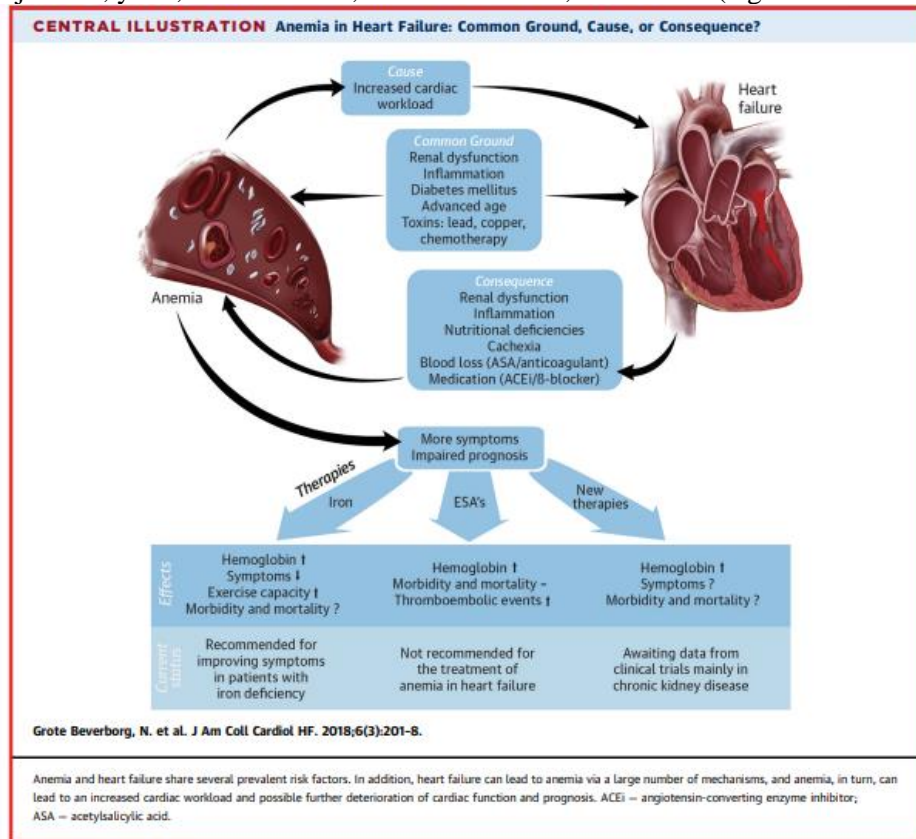 CENTRAL ILLUSTRATION Anemia in Heart Failure: Common Ground, Cause, or Consequence?
Cause
Increased cardiac
workload
Heart
failure
Common Ground
Renal dysfunction
Inflammation
Diabetes mellitus
Advanced age
Toxins: lead, copper,
chemotherapy
Anemia
Consequence
Renal dysfunction
Inflammation
Nutritional deficiencies
Cachexia
Blood loss (ASA/anticoagulant)
Medication (ACEi/ß-blocker)
More symptoms
Impaired prognosis
Therapies
Iron
ESA's
New
therapies
Effects
Hemoglobin ↑
Symptoms ↓
Exercise capacity ↑
Morbidity and mortality ?
Hemoglobin ↑
Morbidity and mortality –
Thromboembolic events ↑
Hemoglobin ↑
Symptoms ?
Morbidity and mortality ?
Current
status
Recommended for
improving symptoms
in patients with
iron deficiency
Not recommended for
the treatment of
anemia in heart failure
Awaiting data from
clinical trials mainly in
chronic kidney disease
Grote Beverborg, N. et al. J Am Coll Cardiol HF. 2018;6(3):201–8.
Anemia and heart failure share several prevalent risk factors. In addition, heart failure can lead to anemia via a large number of mechanisms, and anemia, in turn, can
lead to an increased cardiac workload and possible further deterioration of cardiac function and prognosis. ACEi — angiotensin-converting enzyme inhibitor;
ASA — acetylsalicylic acid.